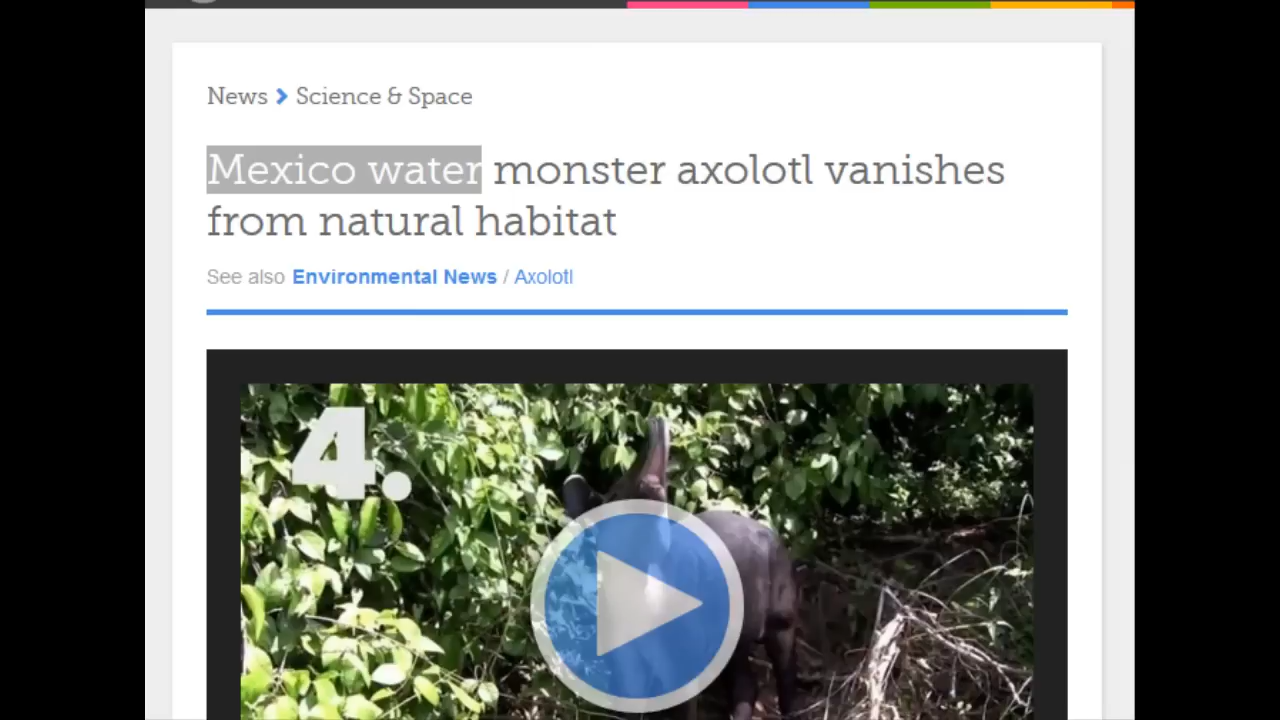 News > Science & Space
Mexico water monster axolotl vanishes
from natural habitat
See also Environmental News / Axolotl
4.